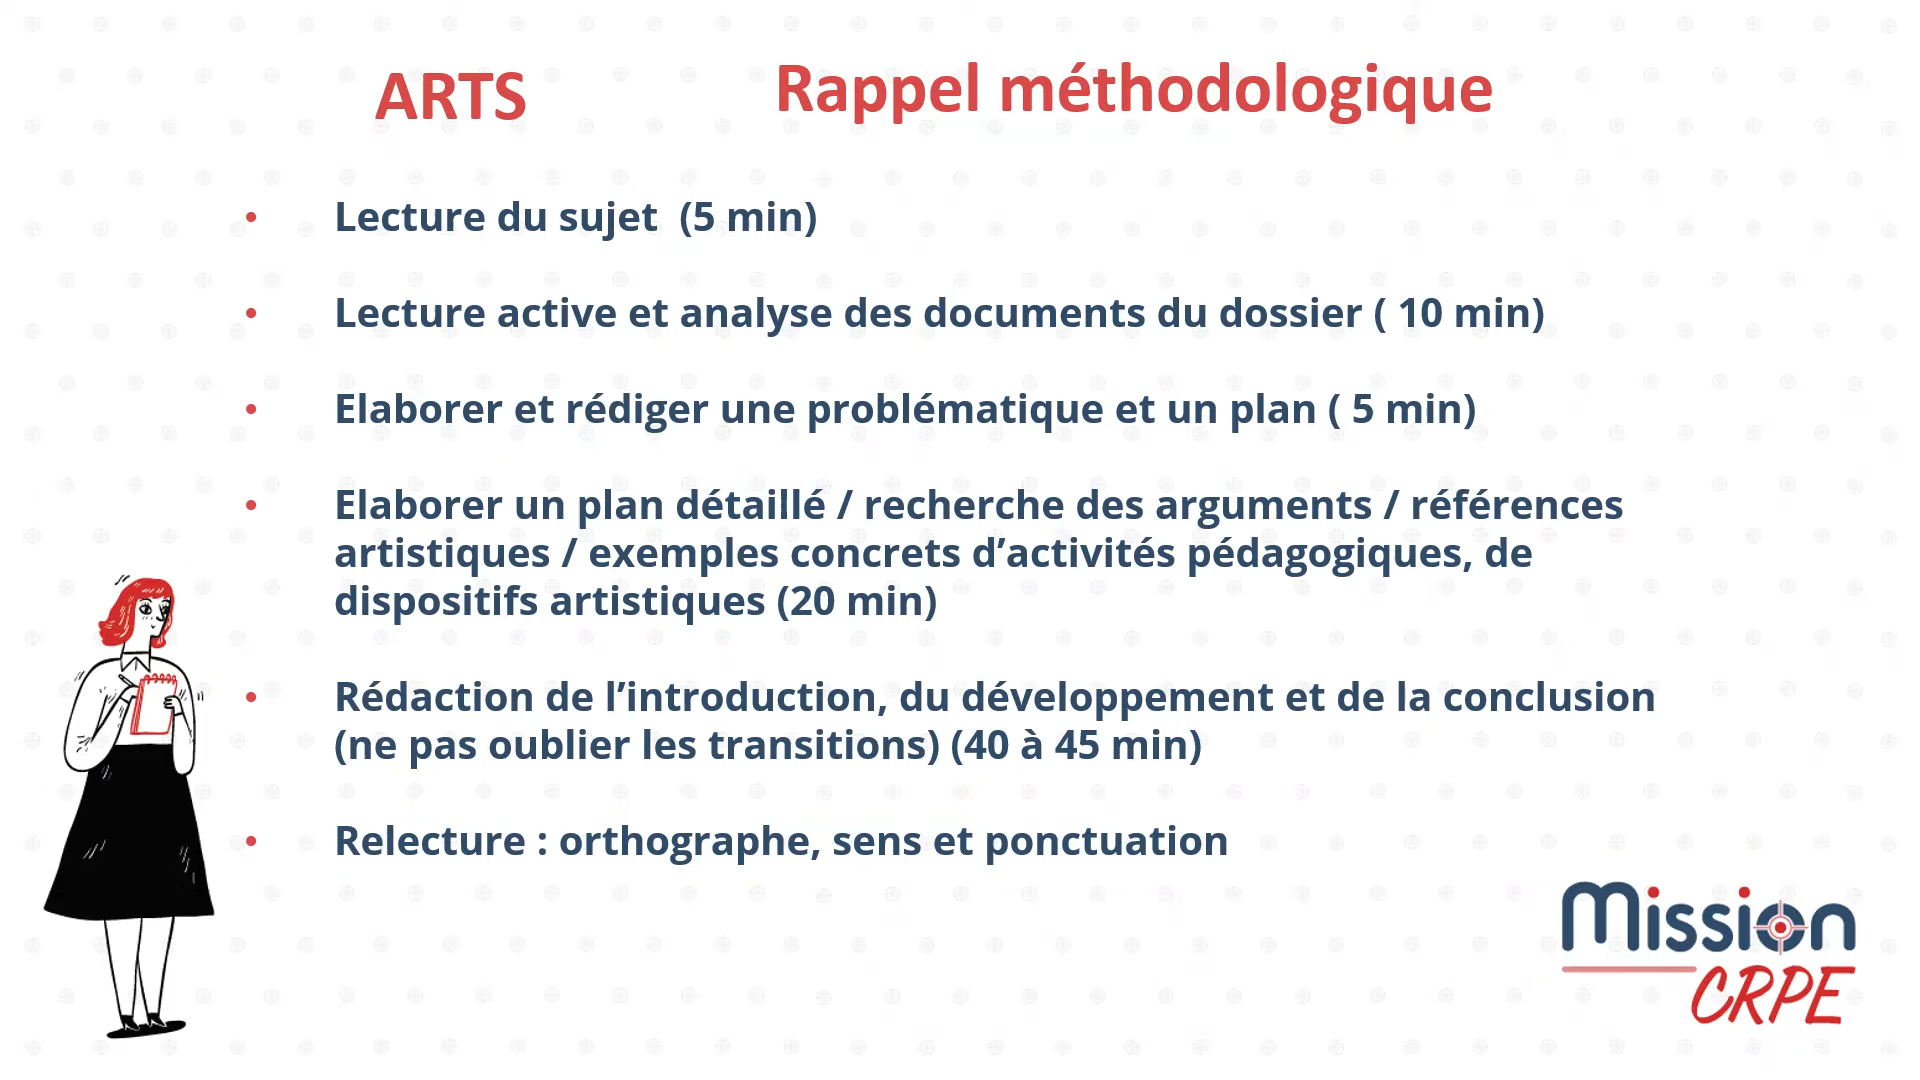 ARTS
Rappel méthodologique
• Lecture du sujet  (5 min)
• Lecture active et analyse des documents du dossier ( 10 min)
• Elaborer et rédiger une problématique et un plan ( 5 min)
• Elaborer un plan détaillé / recherche des arguments / références
artistiques / exemples concrets d’activités pédagogiques, de
dispositifs artistiques (20 min)
• Rédaction de l’introduction, du développement et de la conclusion
(ne pas oublier les transitions) (40 à 45 min)
• Relecture : orthographe, sens et ponctuation
Mission
CRPE